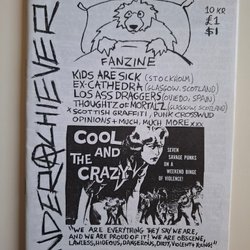 UNDERACHIEVER
FANZINE
10 KR
£1
$1
KIDS ARE SICK (STOCKHOLM)
EX-CATHEDRA (GLASGOW, SCOTLAND)
LOS ASS DRAGGERS (OVIEDO, SPAIN)
THOUGHTZ OF MORTALZ (GLASGOW, SCOTLAND)
* SCOTTISH GRAFFITI, PUNK CROSSWUD
OPINIONS + MUCH, MUCH MORE XXX
COOL
AND THE
CRAZY
SEVEN
SAVAGE PUNKS
ON A
WEEKEND BINGE
OF VIOLENCE!
"WE ARE EVERYTHING THEY SAY WE ARE,
AND WE ARE PROUD OF IT! WE ARE OBSCENE,
LAWLESS, HIDEOUS, DANGEROUS, DIRTY, VIOLENT & YOUNG!"